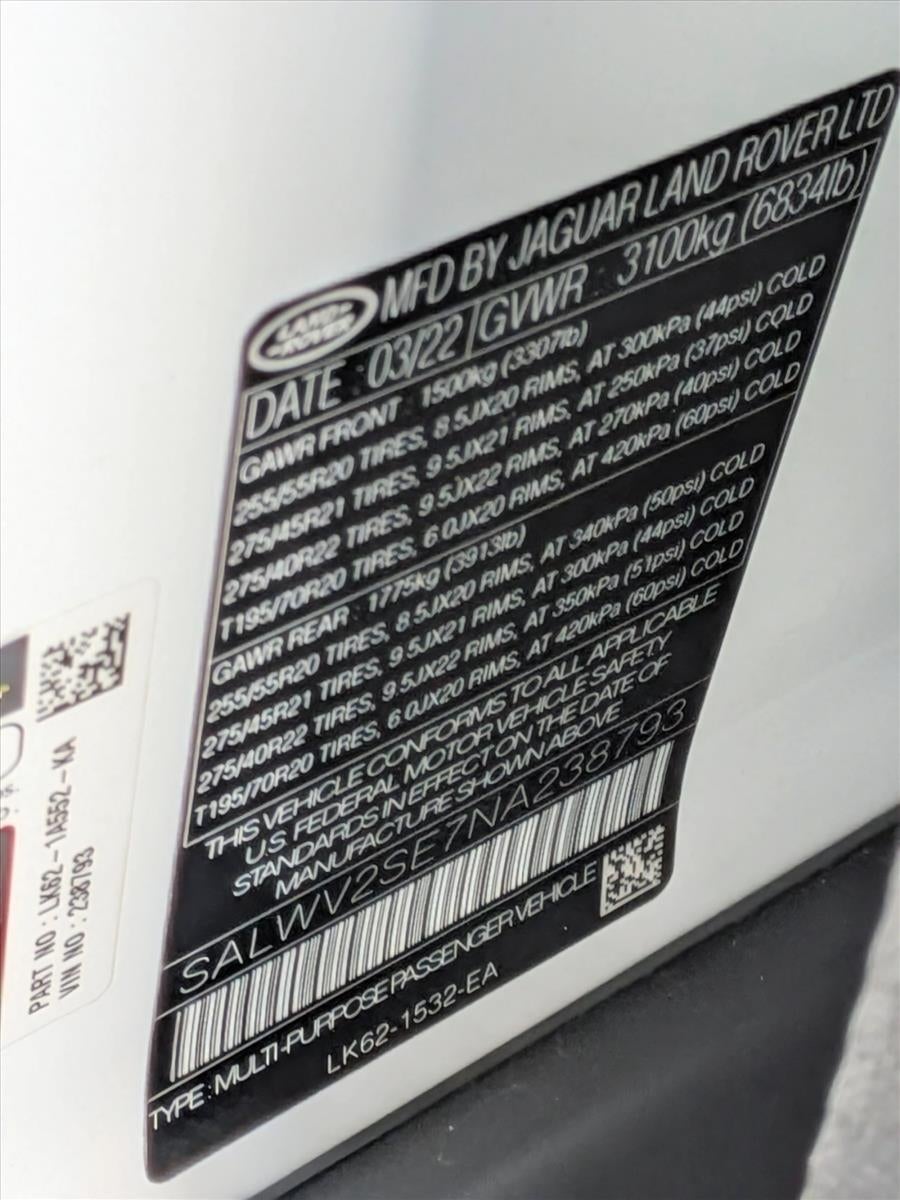 LAND
ROVER
MFD BY JAGUAR LAND ROVER LTD
DATE : 03/22 GVWR : 3100kg (6834lb)
GAWR FRONT : 1500kg (3307lb)
255/55R20 TIRES, 8.5JX20 RIMS, AT 300kPa (44psi) COLD
275/45R21 TIRES, 9.5JX21 RIMS, AT 250kPa (37psi) COLD
275/40R22 TIRES, 9.5JX22 RIMS, AT 270kPa (40psi) COLD
T195/70R20 TIRES, 6.0JX20 RIMS, AT 420kPa (60psi) COLD
GAWR REAR : 1775kg (3913lb)
255/55R20 TIRES, 8.5JX20 RIMS, AT 340kPa (50psi) COLD
275/45R21 TIRES, 9.5JX21 RIMS, AT 300kPa (44psi) COLD
275/40R22 TIRES, 9.5JX22 RIMS, AT 350kPa (51psi) COLD
T195/70R20 TIRES, 6.0JX20 RIMS, AT 420kPa (60psi) COLD
THIS VEHICLE CONFORMS TO ALL APPLICABLE
U.S. FEDERAL MOTOR VEHICLE SAFETY
STANDARDS IN EFFECT ON THE DATE OF
MANUFACTURE SHOWN ABOVE
SALWV2SE7NA238793
TYPE : MULTI-PURPOSE PASSENGER VEHICLE
LK62-1532-EA
PART NO : LK62-1A552-KA
VIN NO : 238793